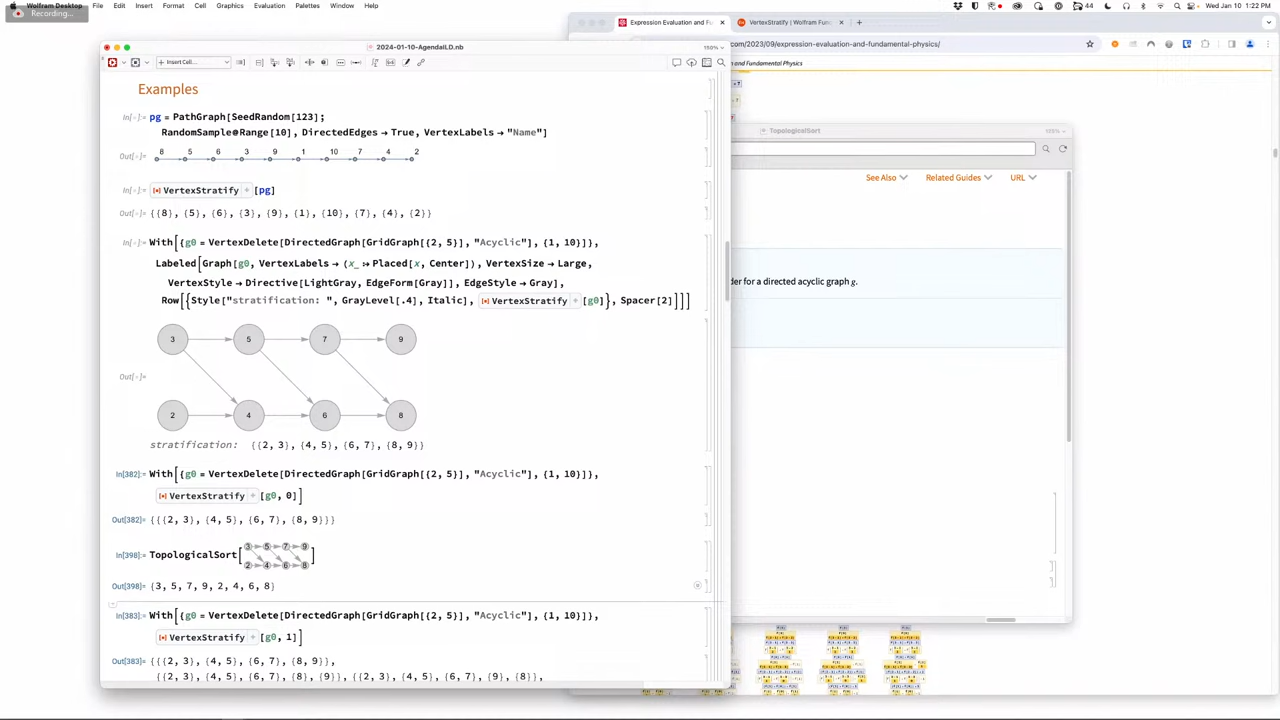 Wolfram Desktop File Edit Insert Format Cell Graphics Evaluation Palettes Window Help
44 Wed Jan 10 1:22 PM
Recording...
Expression Evaluation and Fu
VertexStratify | Wolfram Func
2024-01-10-AgendaILD.nb
150%
com/2023/09/expression-evaluation-and-fundamental-physics/
Insert Cell...
n and Fundamental Physics
Examples
In[-]:= pg = PathGraph[SeedRandom[123];
RandomSample@Range[10], DirectedEdges → True, VertexLabels → "Name"]
TopologicalSort
Out[-]=
8 5 6 3 9 1 10 7 4 2
See Also Related Guides URL
In[-]:= VertexStratify + [pg]
Out[-]= {{8}, {5}, {6}, {3}, {9}, {1}, {10}, {7}, {4}, {2}}
In[-]:= With[{g0 = VertexDelete[DirectedGraph[GridGraph[{2, 5}], "Acyclic"], {1, 10}]},
Labeled[Graph[g0, VertexLabels → (x_ :> Placed[x, Center]), VertexSize → Large,
VertexStyle → Directive[LightGray, EdgeForm[Gray]], EdgeStyle → Gray],
der for a directed acyclic graph g.
Row[{Style["stratification: ", GrayLevel[.4], Italic], VertexStratify + [g0]}, Spacer[2]]]]
3 5 7 9
Out[-]=
2 4 6 8
stratification: {{2, 3}, {4, 5}, {6, 7}, {8, 9}}
In[382]:= With[{g0 = VertexDelete[DirectedGraph[GridGraph[{2, 5}], "Acyclic"], {1, 10}]},
VertexStratify + [g0, 0]]
Out[382]= {{{2, 3}, {4, 5}, {6, 7}, {8, 9}}}
In[398]:= TopologicalSort[ 3 5 7 9
2 4 6 8 ]
Out[398]= {3, 5, 7, 9, 2, 4, 6, 8}
In[383]:= With[{g0 = VertexDelete[DirectedGraph[GridGraph[{2, 5}], "Acyclic"], {1, 10}]},
VertexStratify + [g0, 1]]
Out[383]= {{{2, 3}, {4, 5}, {6, 7}, {8, 9}},